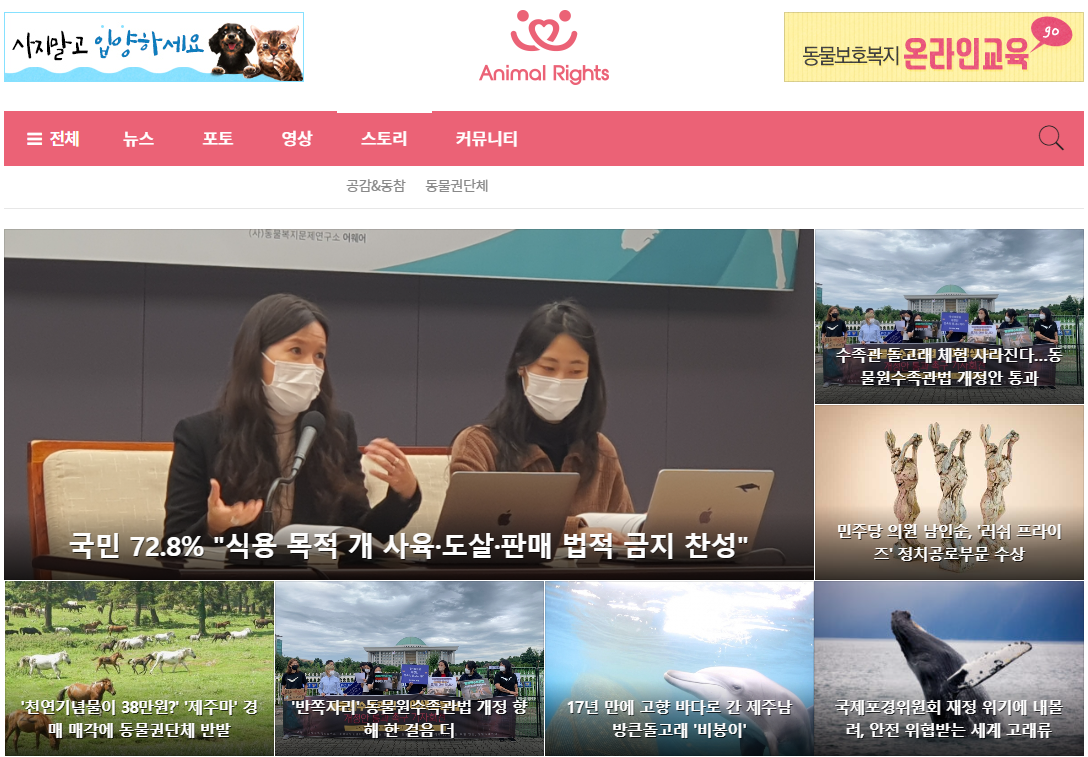 사지말고 입양하세요
Animal Rights
동물보호복지 온라인교육 go
전체 뉴스 포토 영상 스토리 커뮤니티
공감&동참 동물권단체
(사)동물복지문제연구소 어웨어
국민 72.8% "식용 목적 개 사육·도살·판매 법적 금지 찬성"
수족관 돌고래 체험 사라진다...동
물원수족관법 개정안 통과
민주당 의원 남인순, '러쉬 프라이
즈' 정치공로부문 수상
'천연기념물이 38만원?' '제주마' 경
매 매각에 동물권단체 반발
'반쪽짜리' 동물원수족관법 개정 향
해 한 걸음 더
17년 만에 고향 바다로 간 제주남
방큰돌고래 '비봉이'
국제포경위원회 재정 위기에 내몰
려, 안전 위협받는 세계 고래류